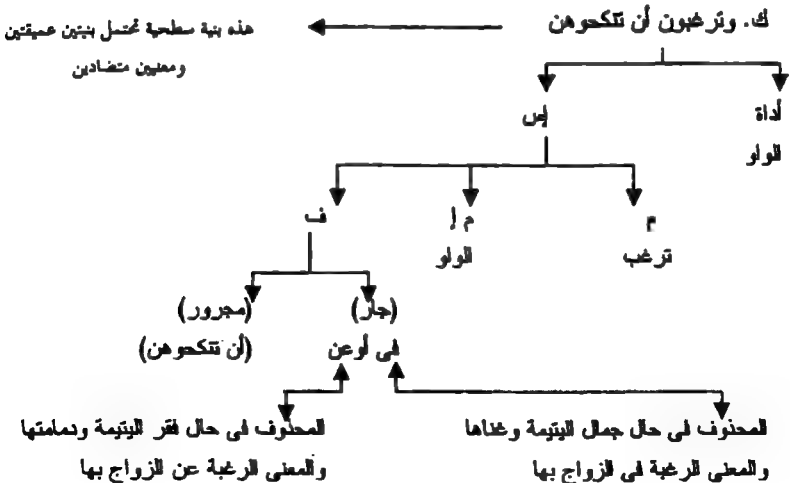 ك. وترغبون أن تنكحوهن
هذه بنية سطحية تحتمل بنيتين عميقتين
ومعنيين متضادين
أداة
الواو
إس
م
ترغب
م إ
الواو
ف
(جار)
في أوعن
(مجرور)
(أن تنكحوهن)
المحذوف في حال جمال اليتيمة وغناها
والمعنى الرغبة في الزواج بها
المحذوف في حال فقر اليتيمة ودمامتها
والمعنى الرغبة عن الزواج بها